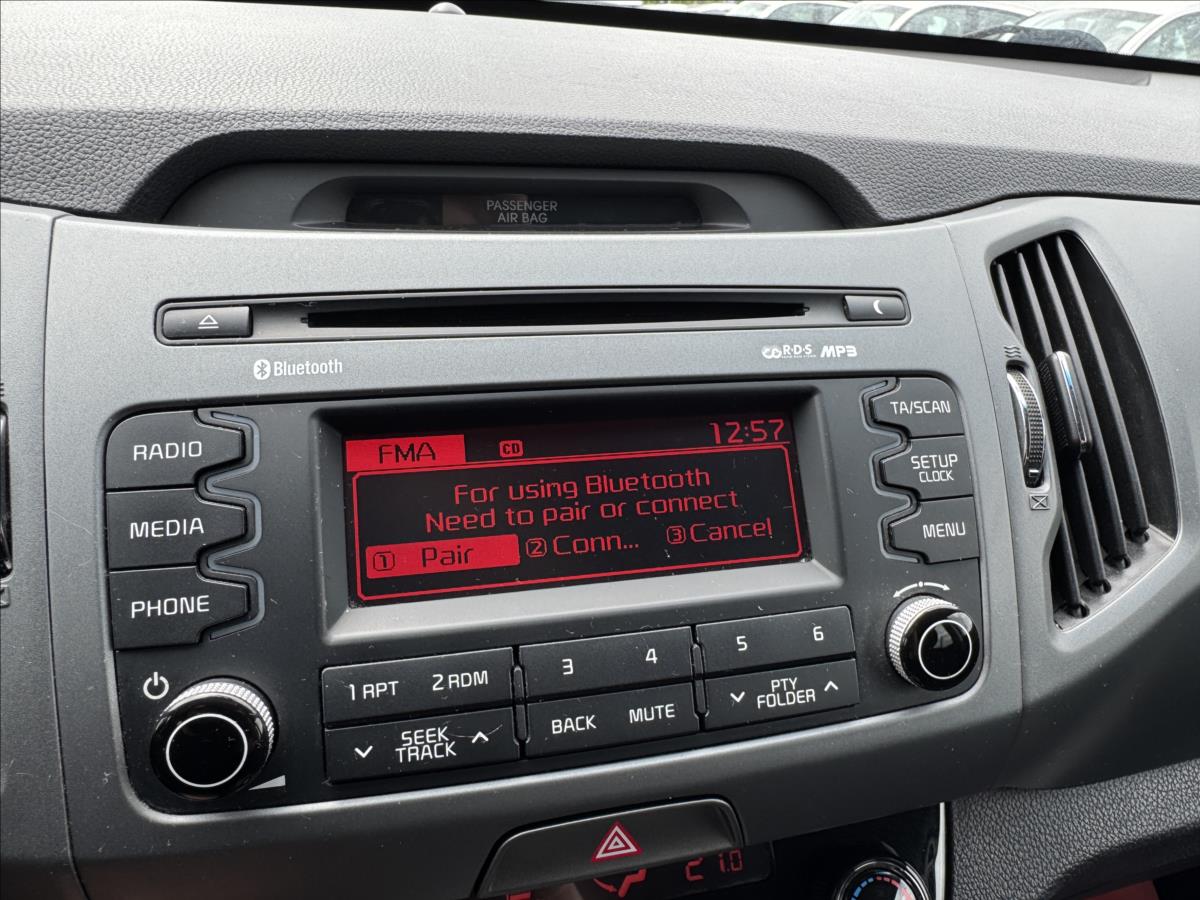 PASSENGER
AIR BAG
Bluetooth
R·D·S MP3
RADIO
MEDIA
PHONE
FMA CD 12:57
For using Bluetooth
Need to pair or connect
1 Pair 2 Conn... 3 Cancel
TA/SCAN
SETUP
CLOCK
MENU
1 RPT 2 RDM 3 4 5 6
SEEK
TRACK
BACK MUTE
PTY
FOLDER
21.0